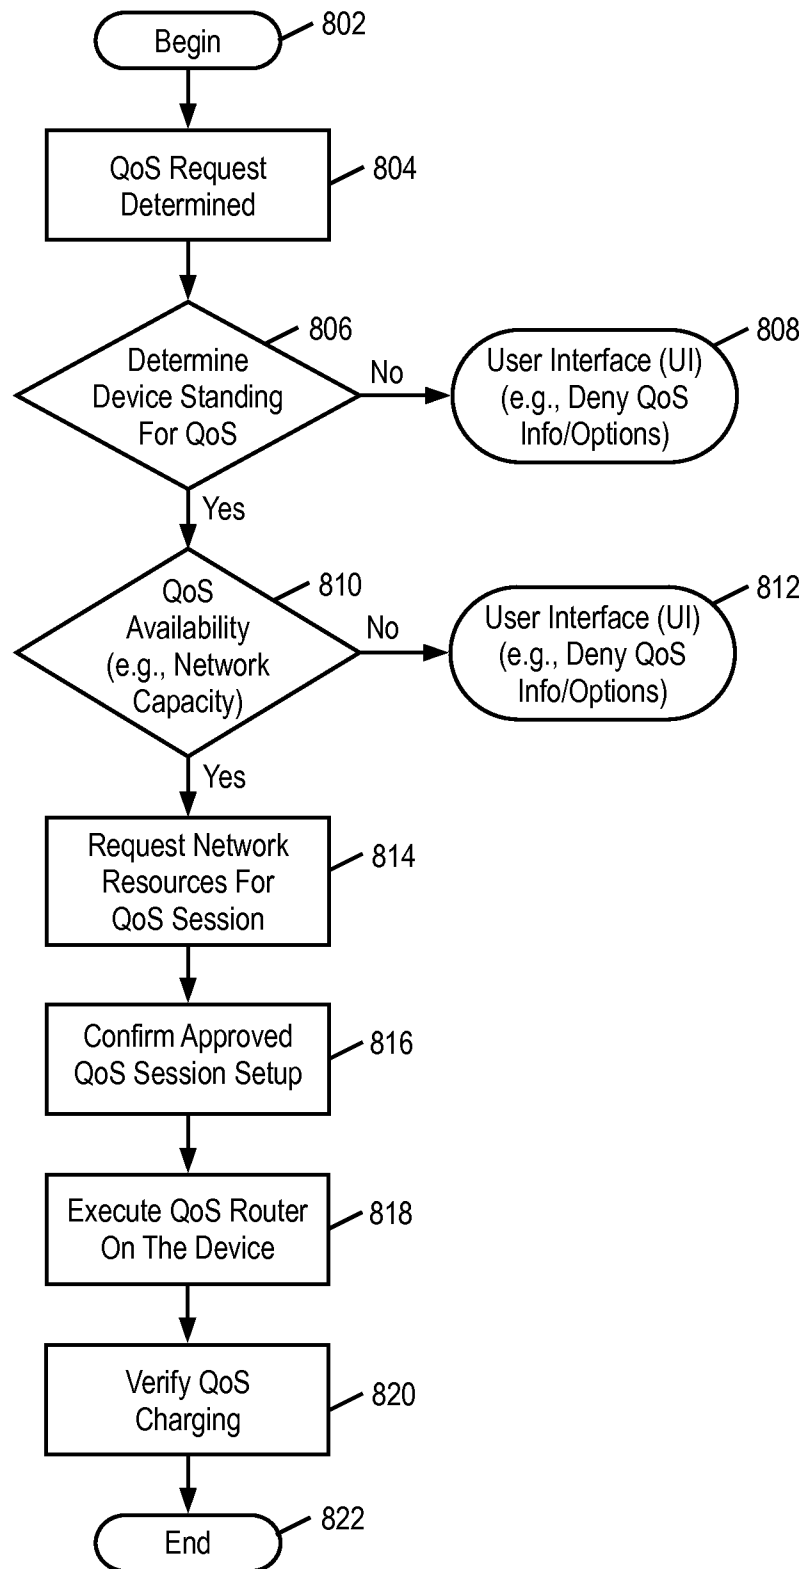 Begin
802
QoS Request
Determined
804
806
Determine
Device Standing
For QoS
No
808
User Interface (UI)
(e.g., Deny QoS
Info/Options)
Yes
810
QoS
Availability
(e.g., Network
Capacity)
No
812
User Interface (UI)
(e.g., Deny QoS
Info/Options)
Yes
Request Network
Resources For
QoS Session
814
Confirm Approved
QoS Session Setup
816
Execute QoS Router
On The Device
818
Verify QoS
Charging
820
End
822